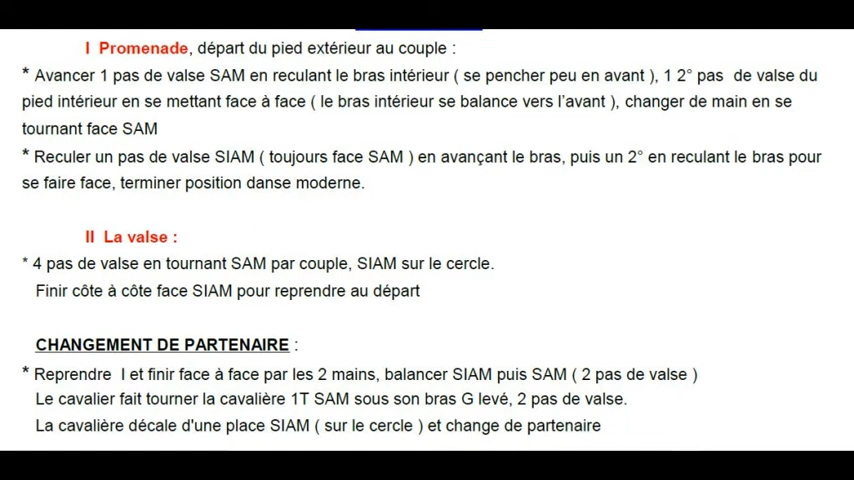 I Promenade, départ du pied extérieur au couple :
* Avancer 1 pas de valse SAM en reculant le bras intérieur ( se pencher peu en avant ), 1 2° pas de valse du
pied intérieur en se mettant face à face ( le bras intérieur se balance vers l'avant ), changer de main en se
tournant face SAM
* Reculer un pas de valse SIAM ( toujours face SAM ) en avançant le bras, puis un 2° en reculant le bras pour
se faire face, terminer position danse moderne.
II La valse :
* 4 pas de valse en tournant SAM par couple, SIAM sur le cercle.
Finir côte à côte face SIAM pour reprendre au départ
CHANGEMENT DE PARTENAIRE :
* Reprendre I et finir face à face par les 2 mains, balancer SIAM puis SAM ( 2 pas de valse )
Le cavalier fait tourner la cavalière 1T SAM sous son bras G levé, 2 pas de valse.
La cavalière décale d'une place SIAM ( sur le cercle ) et change de partenaire